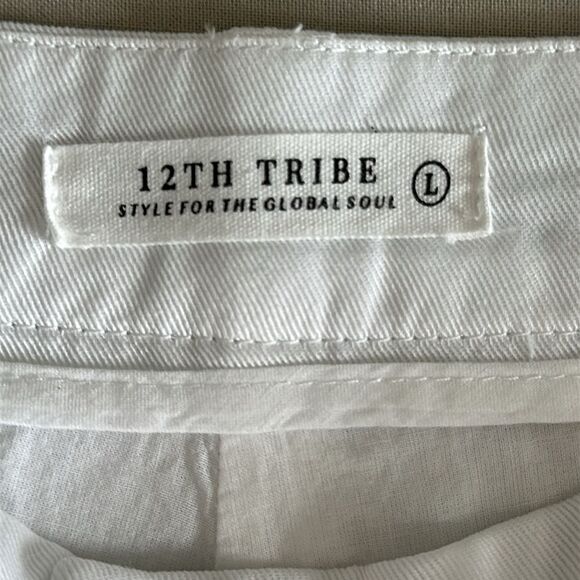 12TH TRIBE
STYLE FOR THE GLOBAL SOUL
L